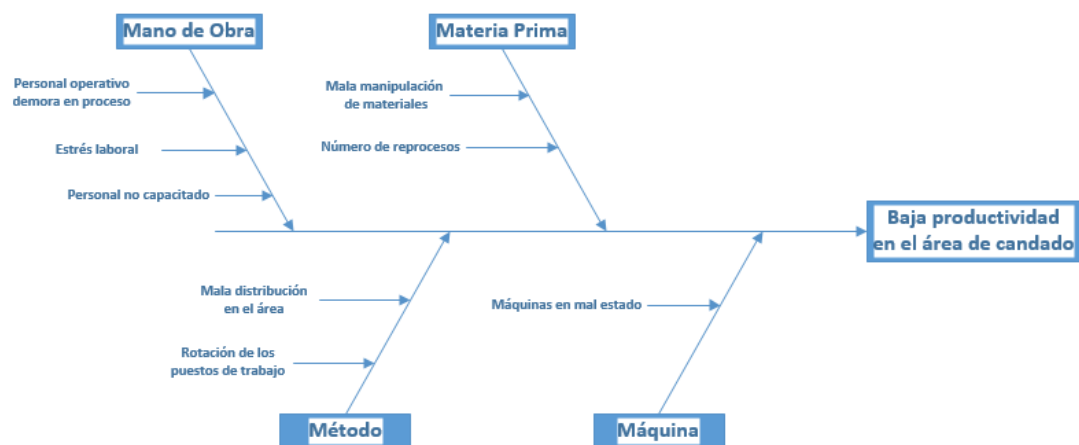 Mano de Obra
Materia Prima
Personal operativo
demora en proceso
Mala manipulación
de materiales
Estrés laboral
Número de reprocesos
Personal no capacitado
Baja productividad
en el área de candado
Mala distribución
en el área
Máquinas en mal estado
Rotación de los
puestos de trabajo
Método
Máquina